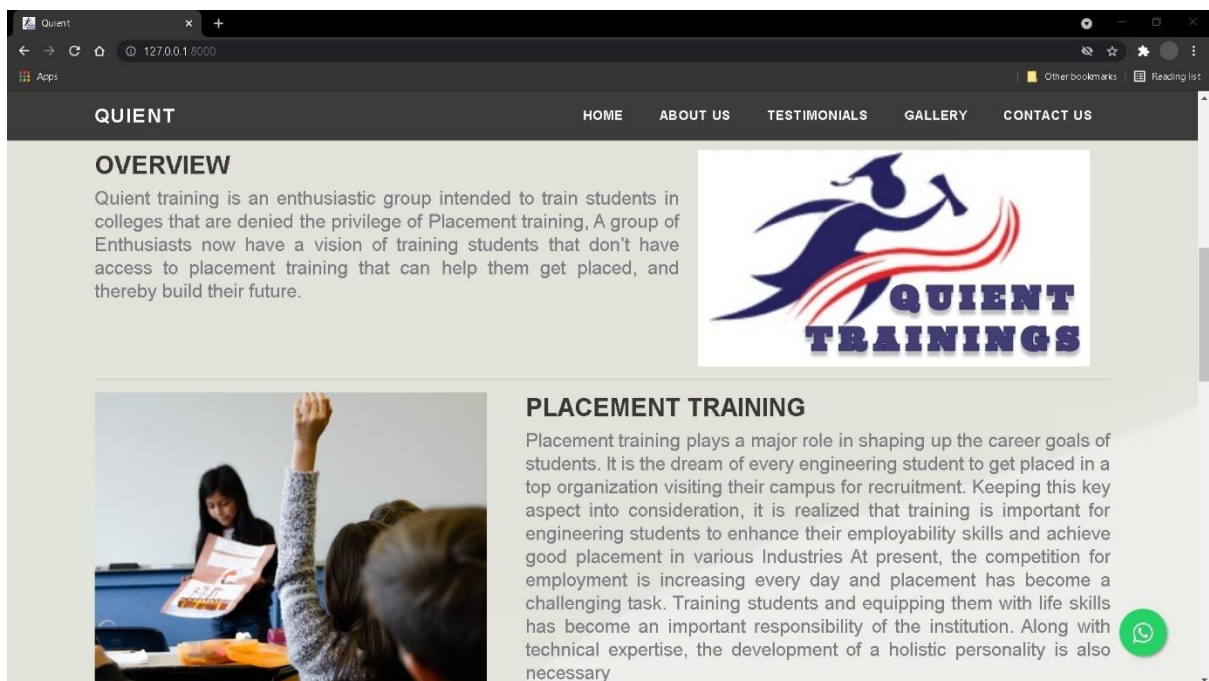 Quient
127.0.0.1:8000
Apps
Other bookmarks
Reading list
QUIENT
HOME
ABOUT US
TESTIMONIALS
GALLERY
CONTACT US
OVERVIEW
Quient training is an enthusiastic group intended to train students in
colleges that are denied the privilege of Placement training, A group of
Enthusiasts now have a vision of training students that don't have
access to placement training that can help them get placed, and
thereby build their future.
QUIENT
TRAININGS
PLACEMENT TRAINING
Placement training plays a major role in shaping up the career goals of
students. It is the dream of every engineering student to get placed in a
top organization visiting their campus for recruitment. Keeping this key
aspect into consideration, it is realized that training is important for
engineering students to enhance their employability skills and achieve
good placement in various Industries At present, the competition for
employment is increasing every day and placement has become a
challenging task. Training students and equipping them with life skills
has become an important responsibility of the institution. Along with
technical expertise, the development of a holistic personality is also
necessary